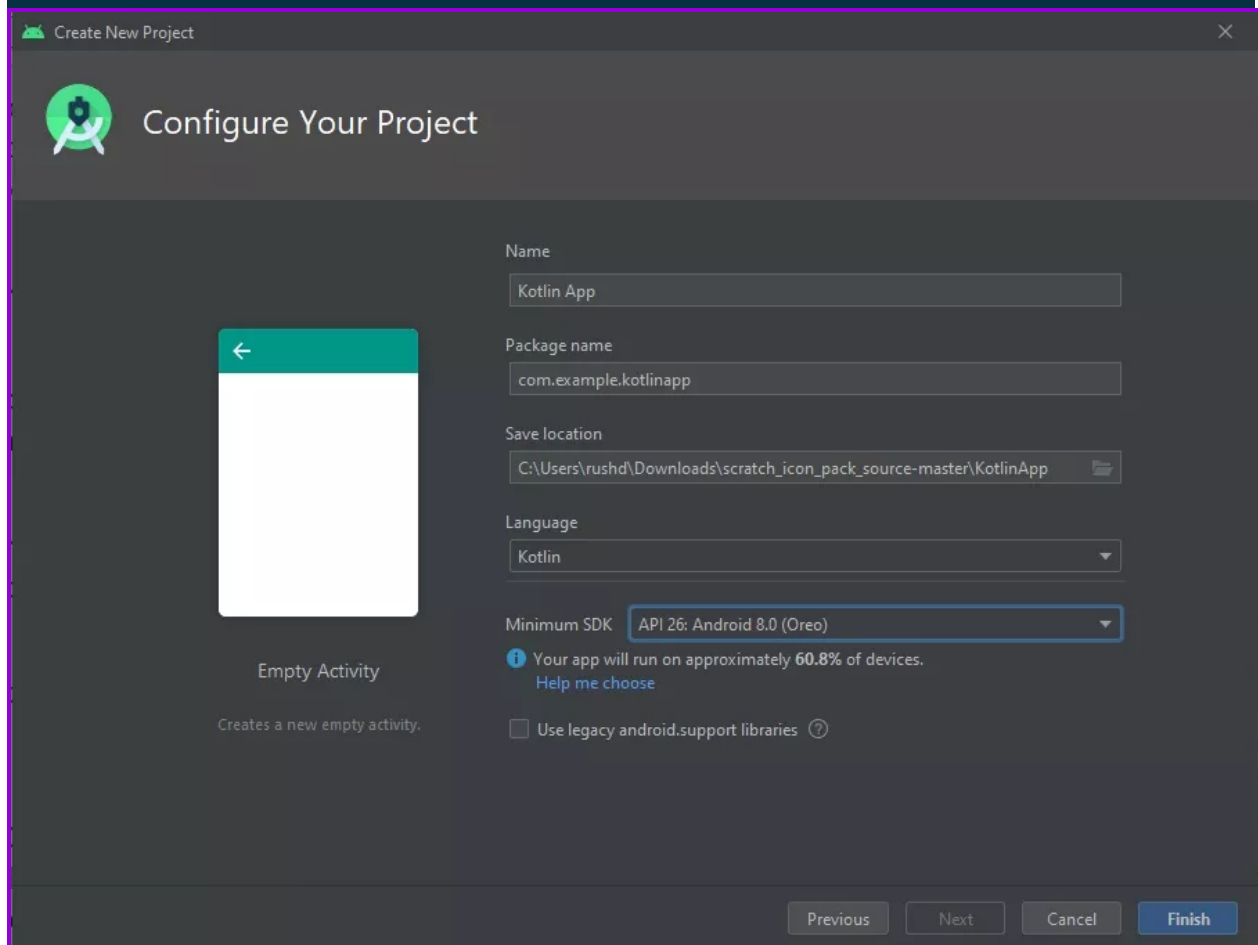 Create New Project
Configure Your Project
Name
Kotlin App
Package name
com.example.kotlinapp
Save location
C:\Users\rushd\Downloads\scratch_icon_pack_source-master\KotlinApp
Language
Kotlin
Minimum SDK API 26: Android 8.0 (Oreo)
Your app will run on approximately 60.8% of devices.
Help me choose
Use legacy android.support libraries ?
Empty Activity
Creates a new empty activity.
Previous Next Cancel Finish